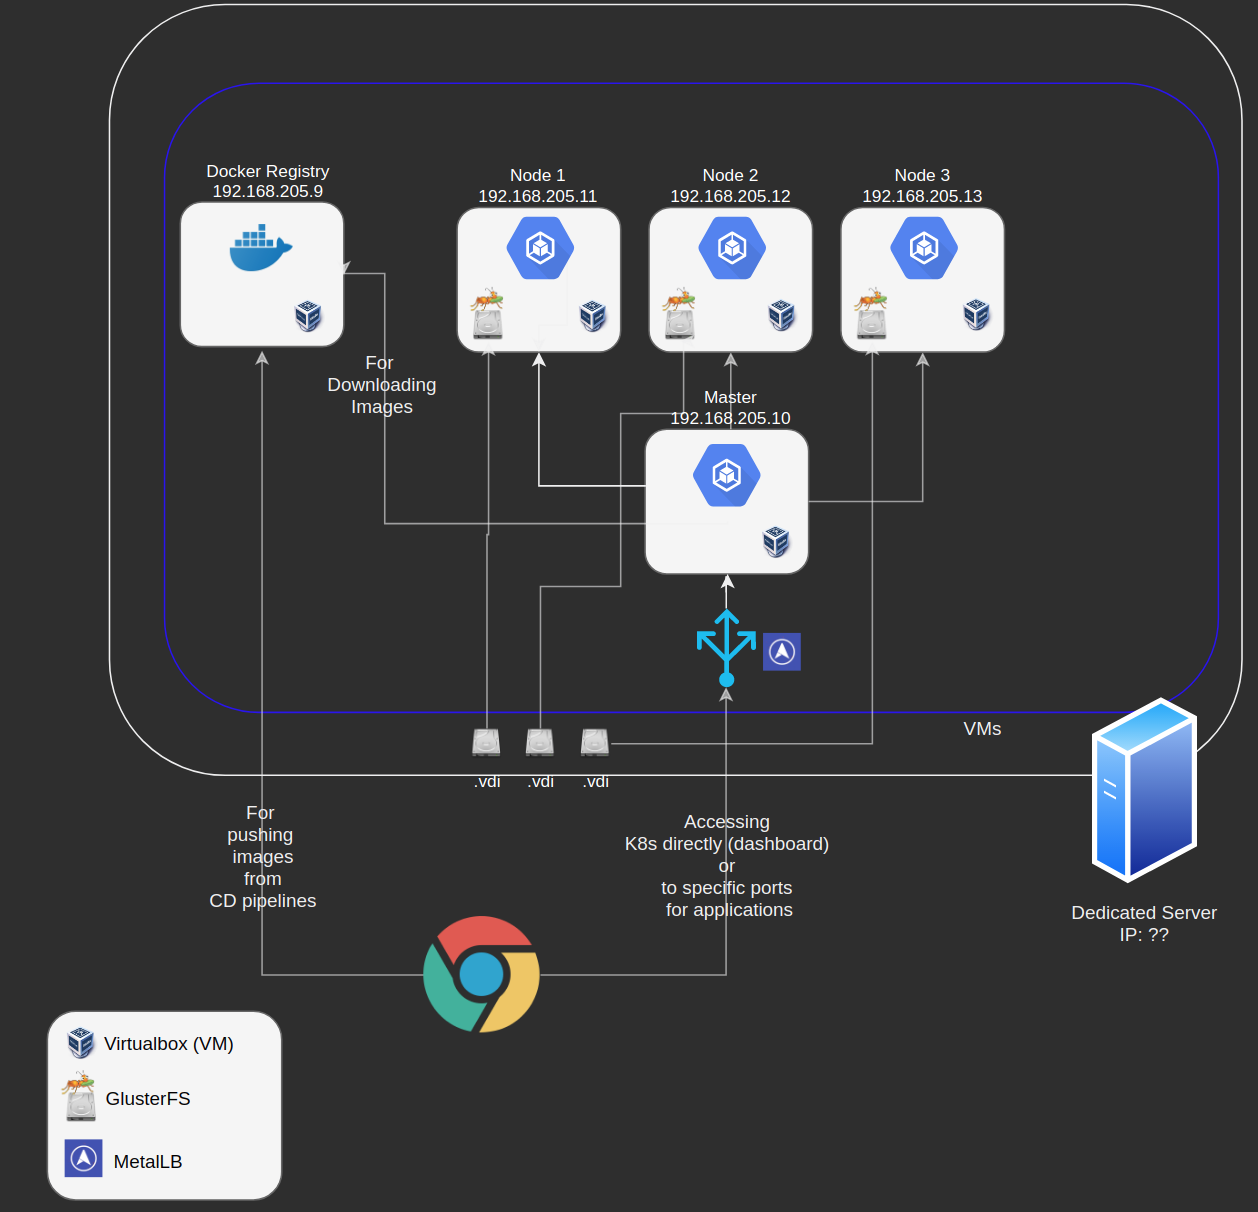 Docker Registry
192.168.205.9
Node 1
192.168.205.11
Node 2
192.168.205.12
Node 3
192.168.205.13
For
Downloading
Images
Master
192.168.205.10
VMs
.vdi
.vdi
.vdi
For
pushing
images
from
CD pipelines
Accessing
K8s directly (dashboard)
or
to specific ports
for applications
Dedicated Server
IP: ??
Virtualbox (VM)
GlusterFS
MetalLB